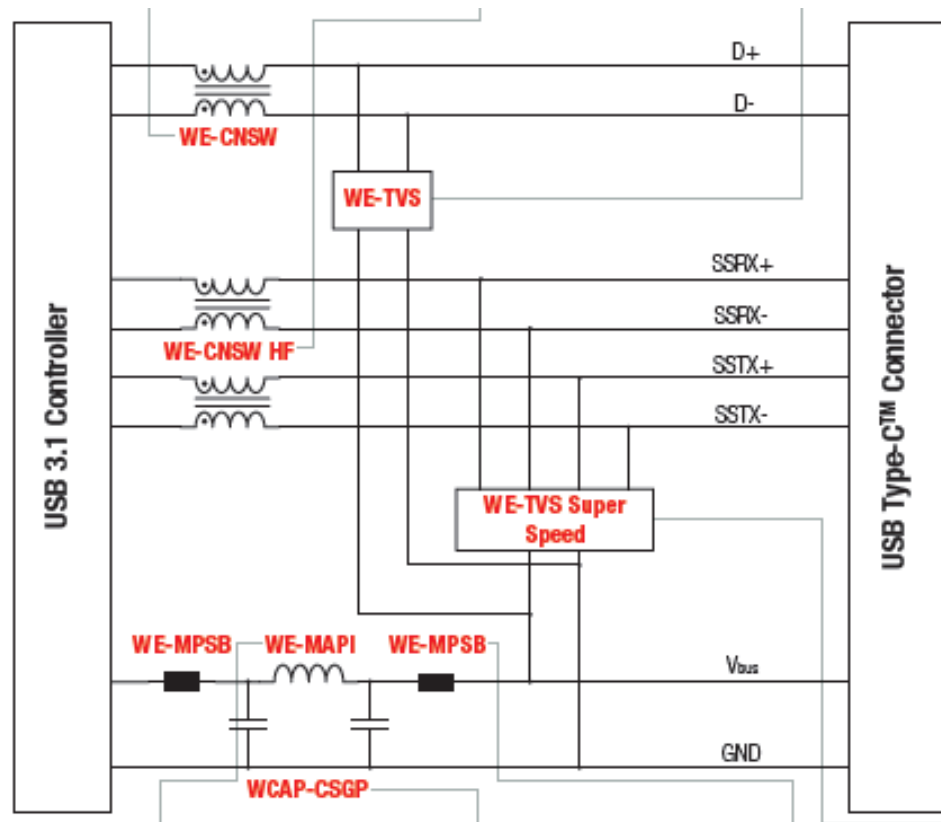 D+
D-
WE-CNSW
WE-TVS
SSRX+
SSRX-
WE-CNSW HF
SSTX+
SSTX-
WE-TVS Super
Speed
USB 3.1 Controller
USB Type-C™ Connector
WE-MPSB
WE-MAPI
WE-MPSB
Vbus
GND
WCAP-CSGP